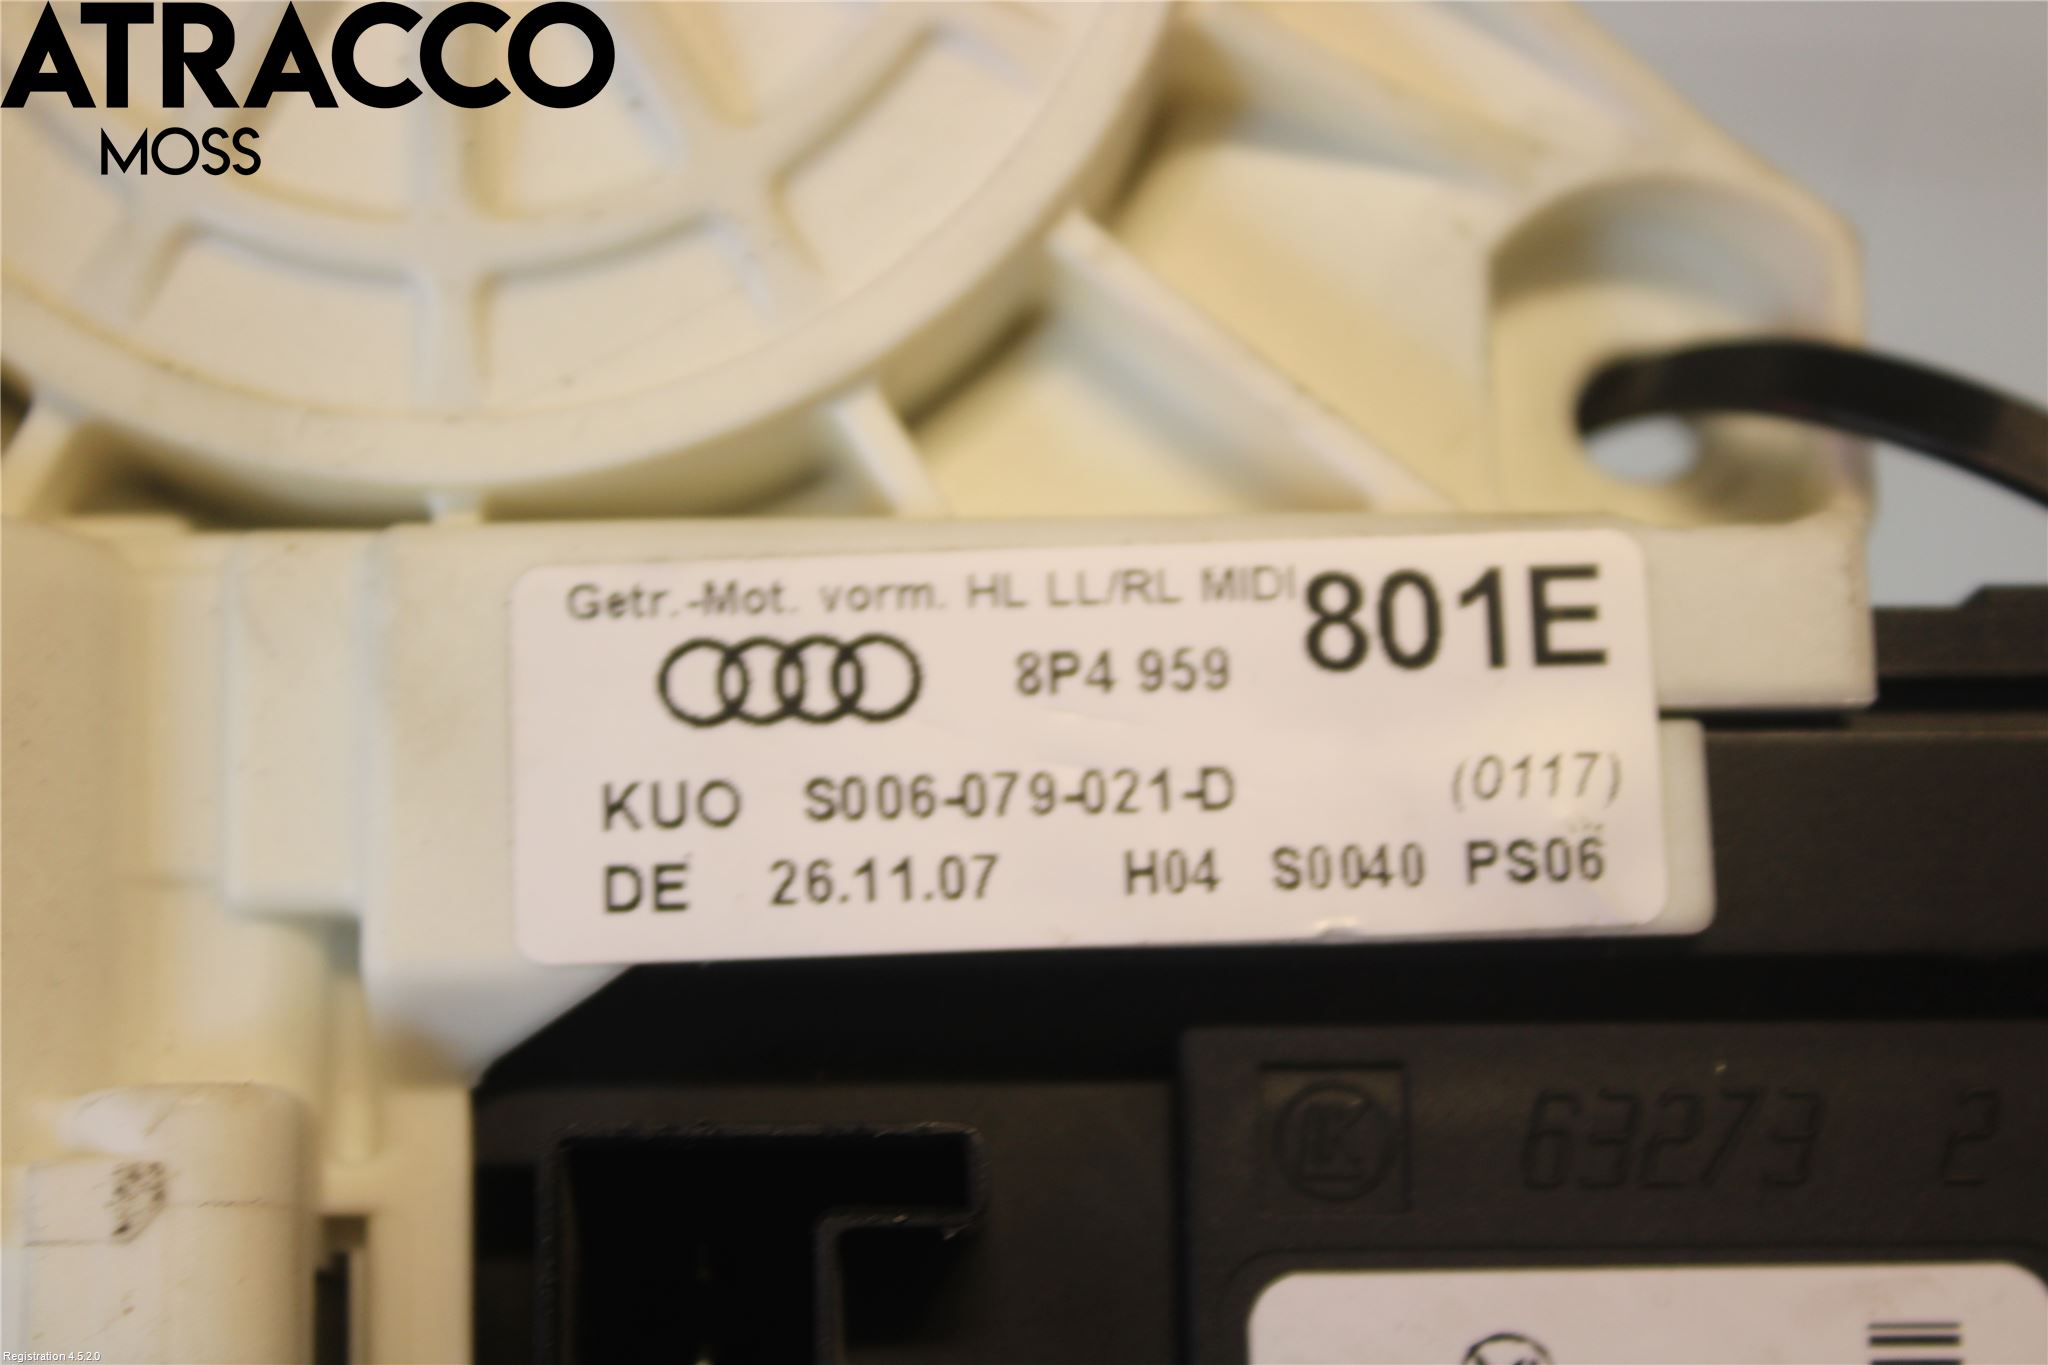 ATRACCO
MOSS
Getr.-Mot. vorm. HL LL/RL MIDI
8P4 959 801E
KUO S006-079-021-D (0117)
DE 26.11.07 H04 S0040 PS06
LK 63273 2
Registration 4.5.2.0